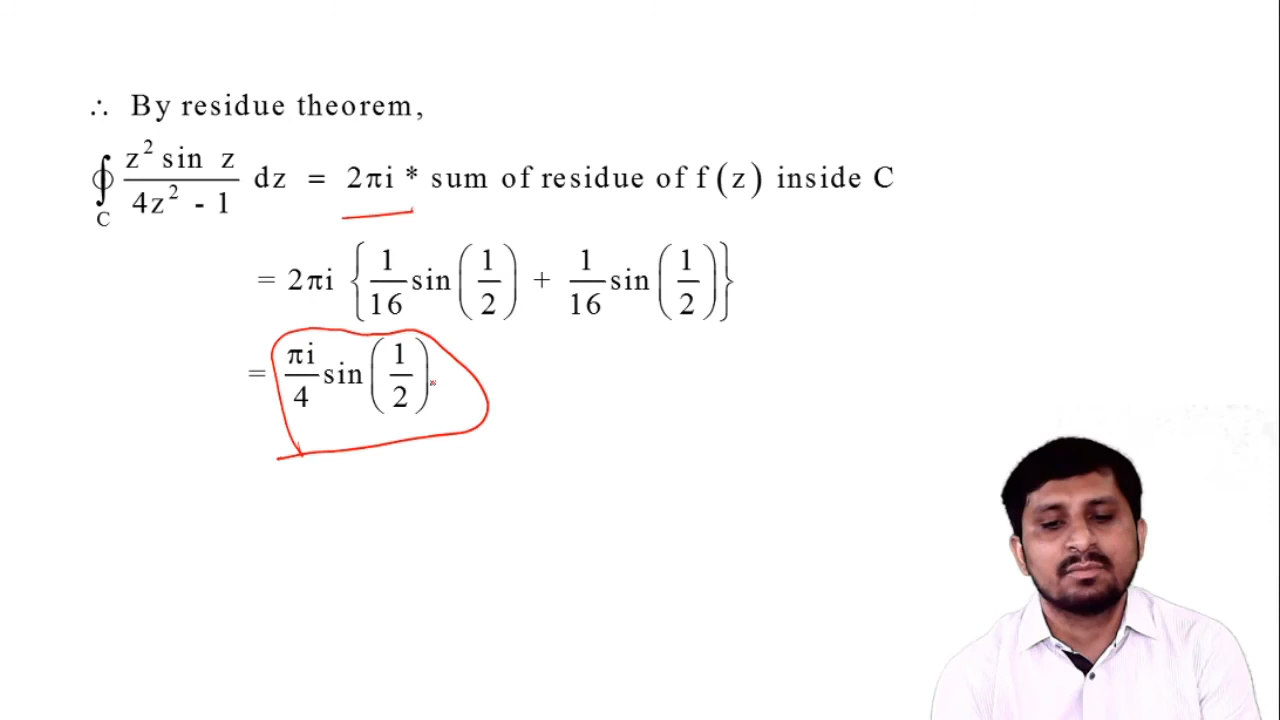 ∴ By residue theorem,
∮_C (z² sin z)/(4z² - 1) dz = 2πi * sum of residue of f(z) inside C
= 2πi {1/16 sin(1/2) + 1/16 sin(1/2)}
= πi/4 sin(1/2)